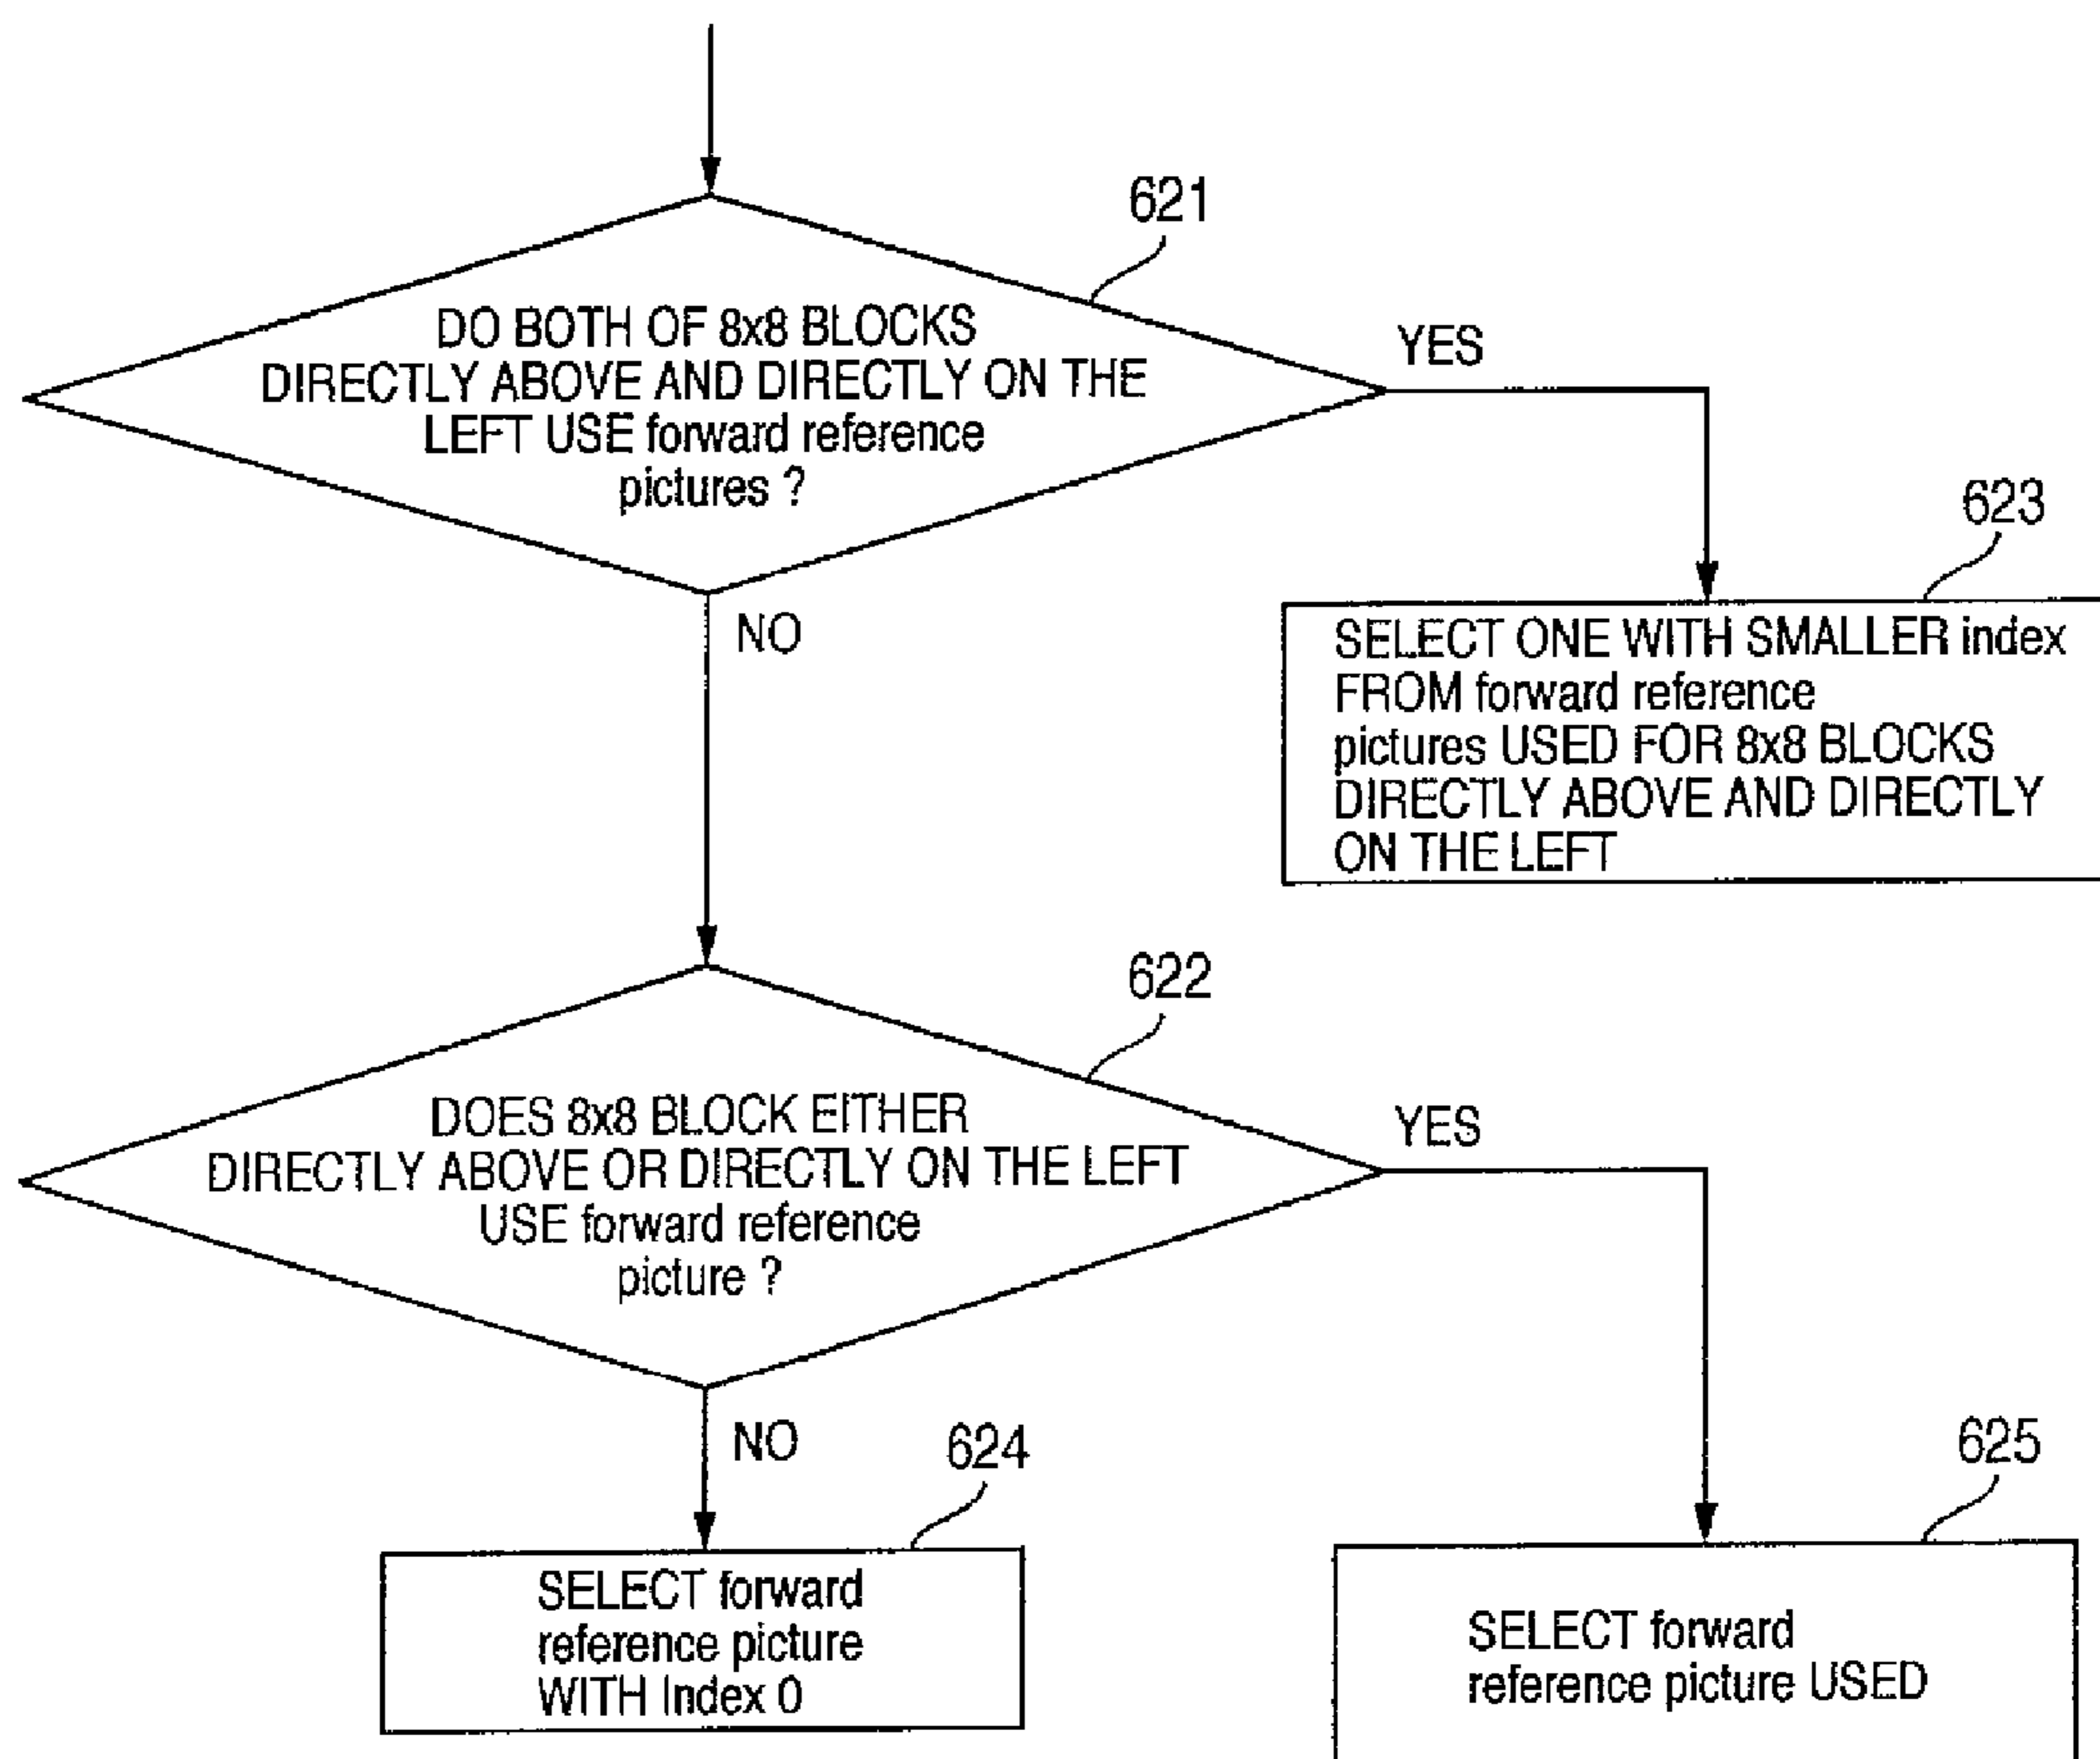 621
DO BOTH OF 8x8 BLOCKS
DIRECTLY ABOVE AND DIRECTLY ON THE
LEFT USE forward reference
pictures ?
YES
NO
623
SELECT ONE WITH SMALLER index
FROM forward reference
pictures USED FOR 8x8 BLOCKS
DIRECTLY ABOVE AND DIRECTLY
ON THE LEFT
622
DOES 8x8 BLOCK EITHER
DIRECTLY ABOVE OR DIRECTLY ON THE LEFT
USE forward reference
picture ?
YES
NO
624
SELECT forward
reference picture
WITH Index 0
625
SELECT forward
reference picture USED